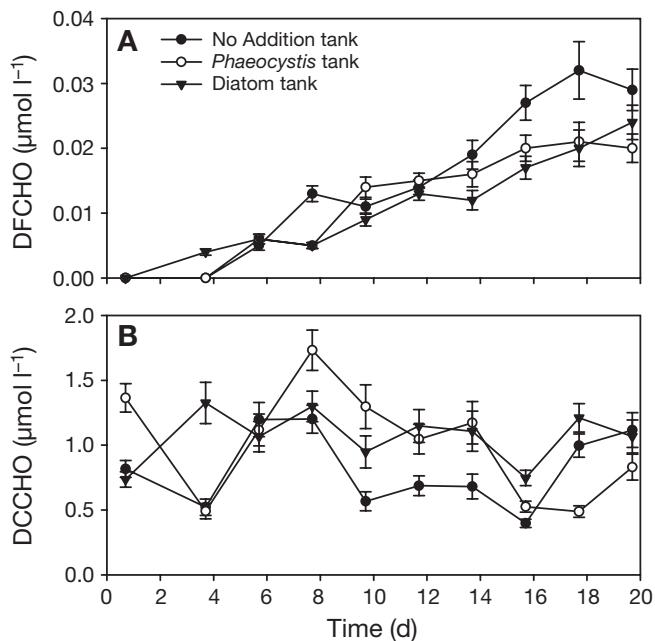 A
No Addition tank
Phaeocystis tank
Diatom tank
DFCHO (µmol l⁻¹)
0.04
0.03
0.02
0.01
0.00
B
DCCHO (µmol l⁻¹)
2.0
1.5
1.0
0.5
0.0
0 2 4 6 8 10 12 14 16 18 20
Time (d)